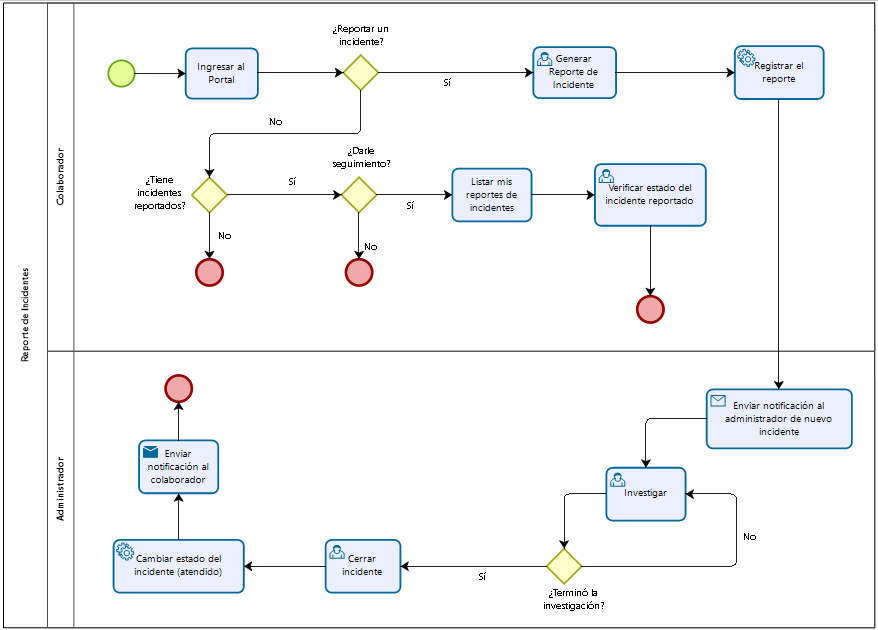 Reporte de Incidentes
Colaborador
¿Reportar un
incidente?
Ingresar al
Portal
Sí
Generar
Reporte de
Incidente
Registrar el
reporte
No
¿Tiene
incidentes
reportados?
Sí
¿Darle
seguimiento?
Sí
Listar mis
reportes de
incidentes
Verificar estado del
incidente reportado
No
No
Administrador
Enviar notificación al
administrador de nuevo
incidente
Investigar
No
¿Terminó la
investigación?
Sí
Cerrar
incidente
Cambiar estado del
incidente (atendido)
Enviar
notificación al
colaborador